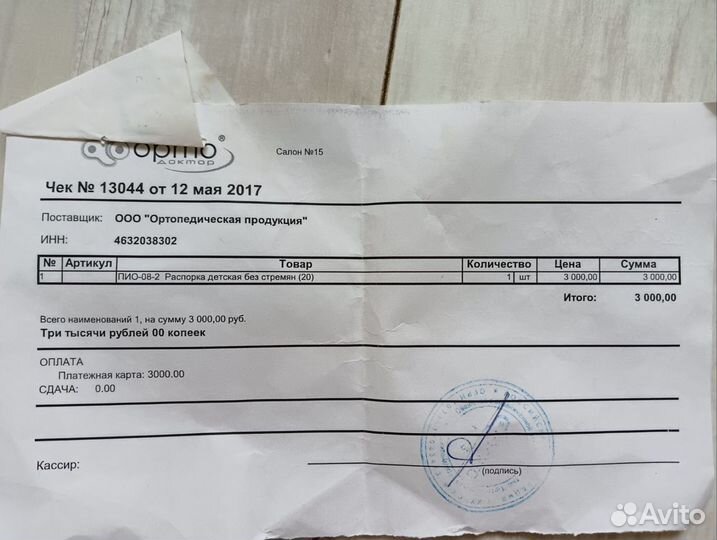 орто®
доктор
Салон №15
Чек № 13044 от 12 мая 2017
Поставщик: ООО "Ортопедическая продукция"
ИНН: 4632038302
№ Артикул Товар Количество Цена Сумма
1 ПИО-08-2 Распорка детская без стремян (20) 1 шт 3 000,00 3 000,00
Итого: 3 000,00
Всего наименований 1, на сумму 3 000,00 руб.
Три тысячи рублей 00 копеек
ОПЛАТА
Платежная карта: 3000.00
СДАЧА: 0.00
Кассир:
(подпись)
Avito